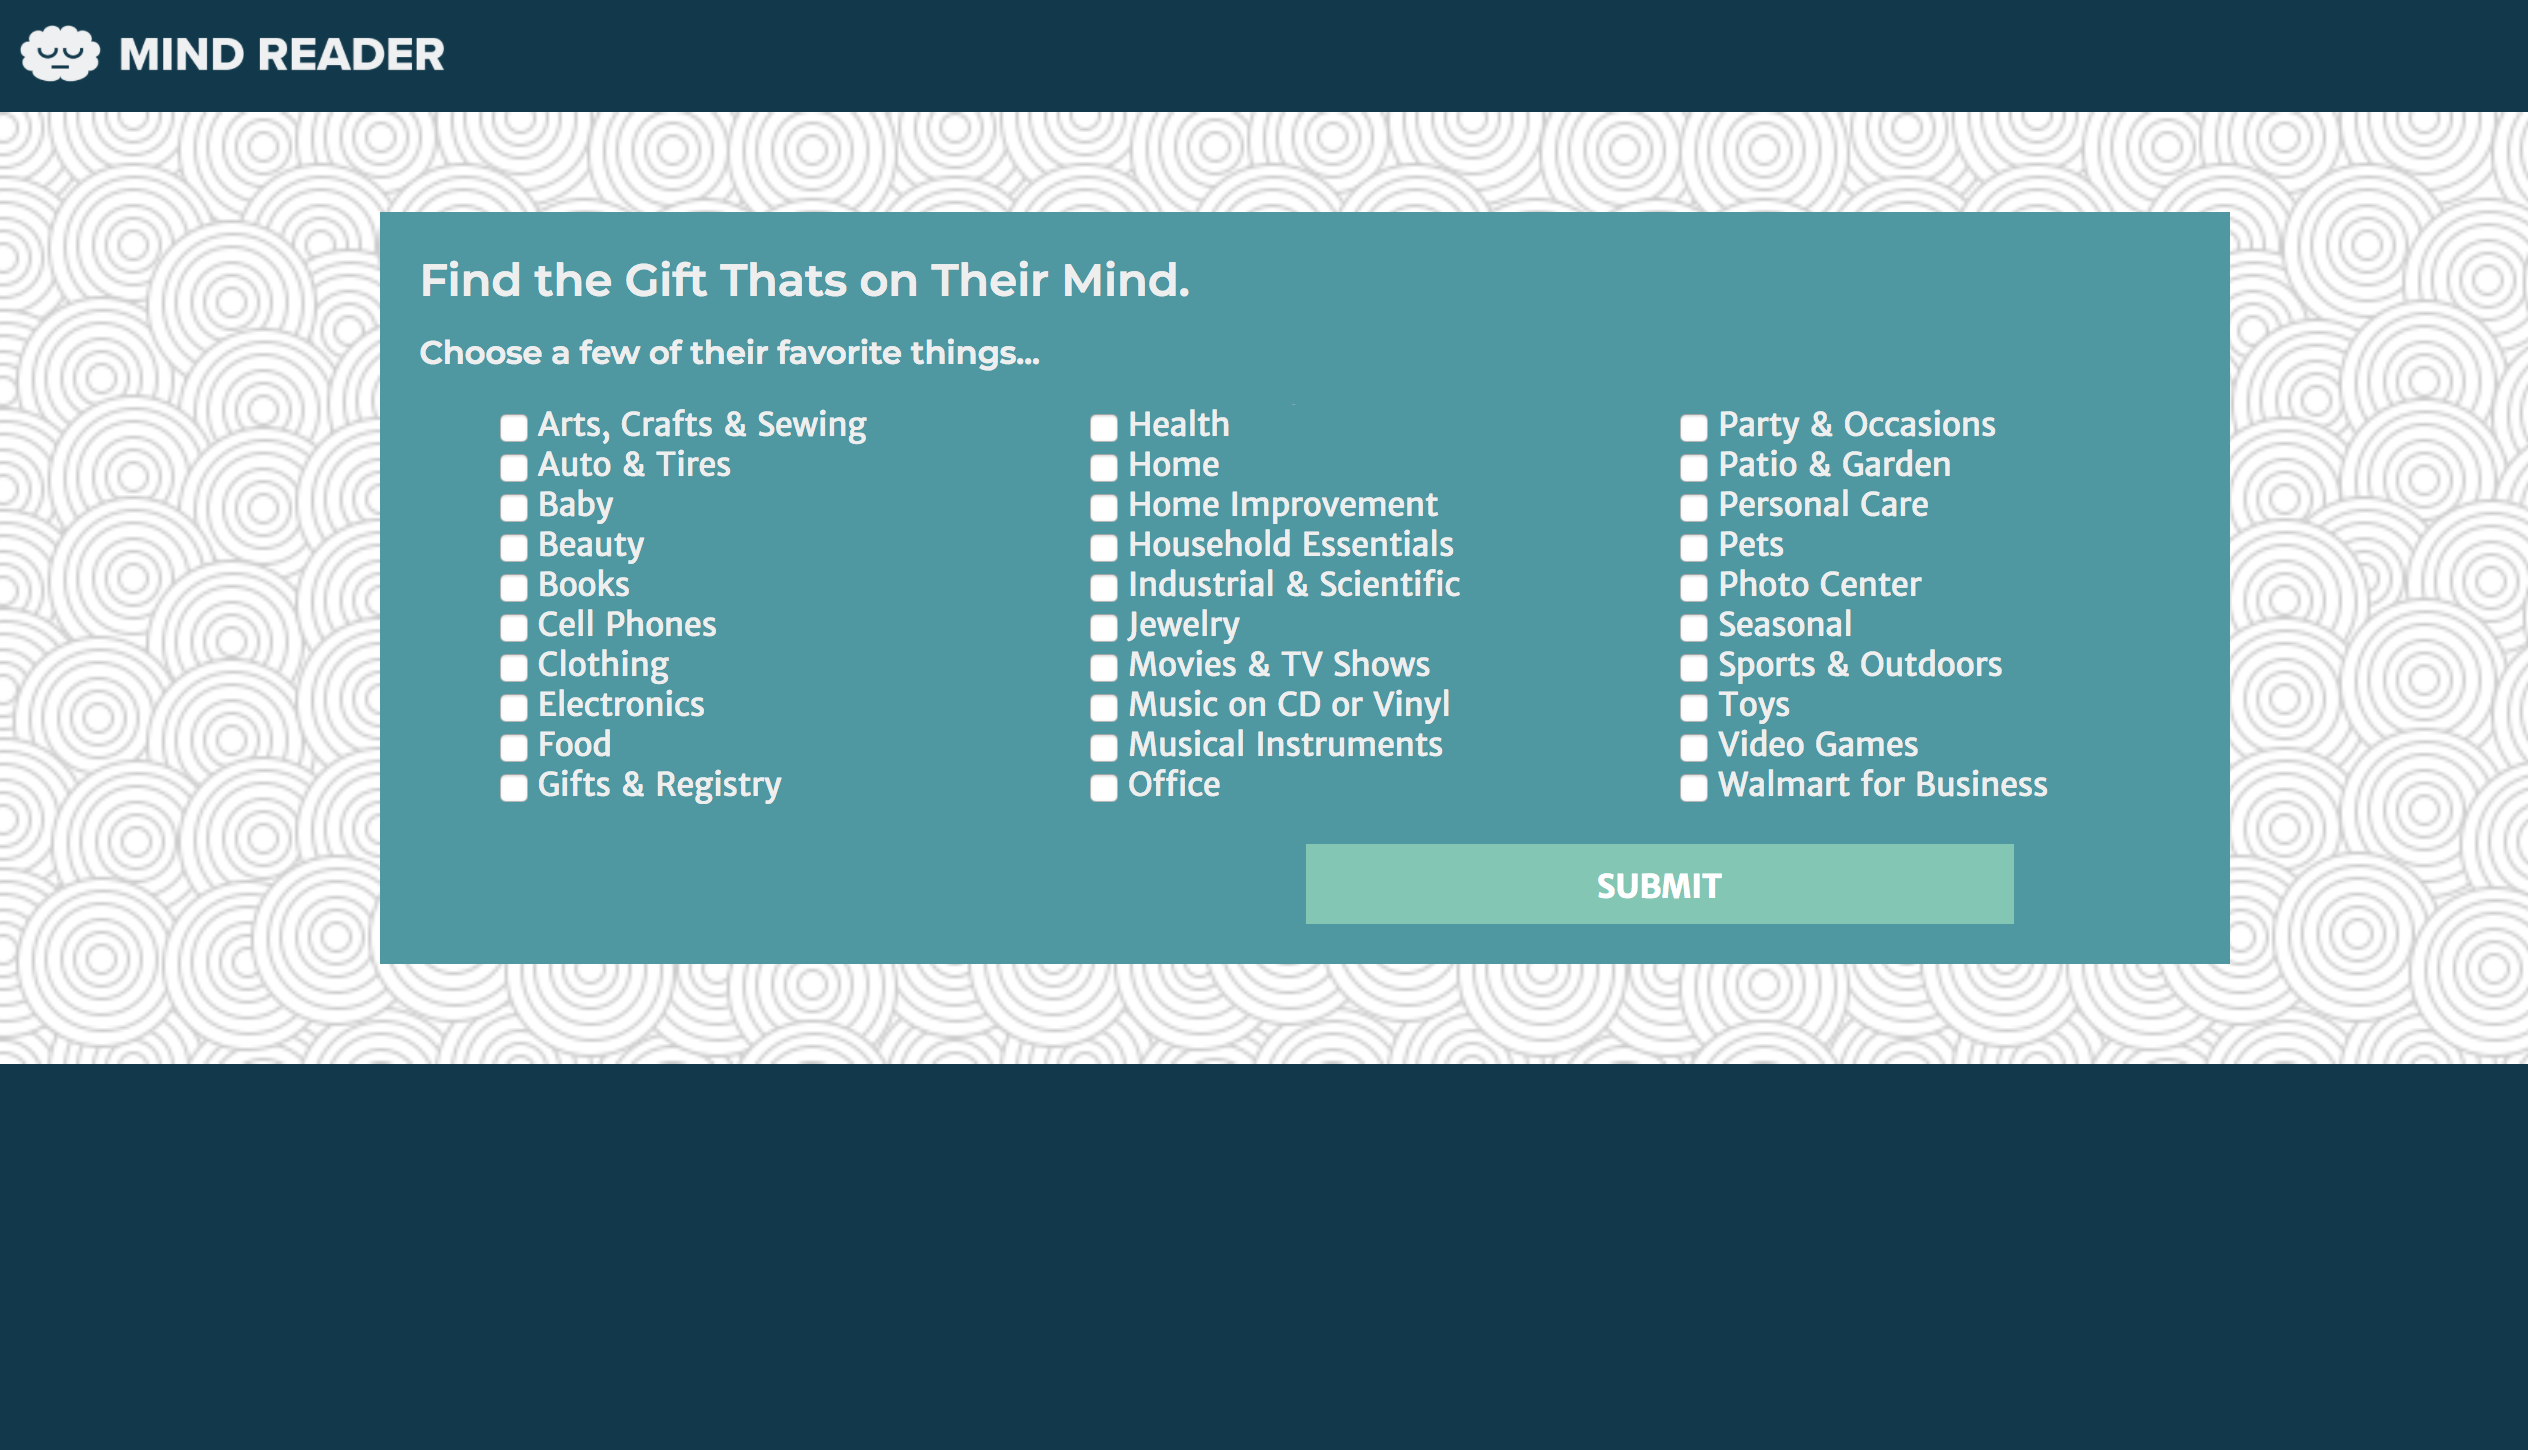 MIND READER
Find the Gift Thats on Their Mind.
Choose a few of their favorite things...
Arts, Crafts & Sewing
Auto & Tires
Baby
Beauty
Books
Cell Phones
Clothing
Electronics
Food
Gifts & Registry
Health
Home
Home Improvement
Household Essentials
Industrial & Scientific
Jewelry
Movies & TV Shows
Music on CD or Vinyl
Musical Instruments
Office
Party & Occasions
Patio & Garden
Personal Care
Pets
Photo Center
Seasonal
Sports & Outdoors
Toys
Video Games
Walmart for Business
SUBMIT